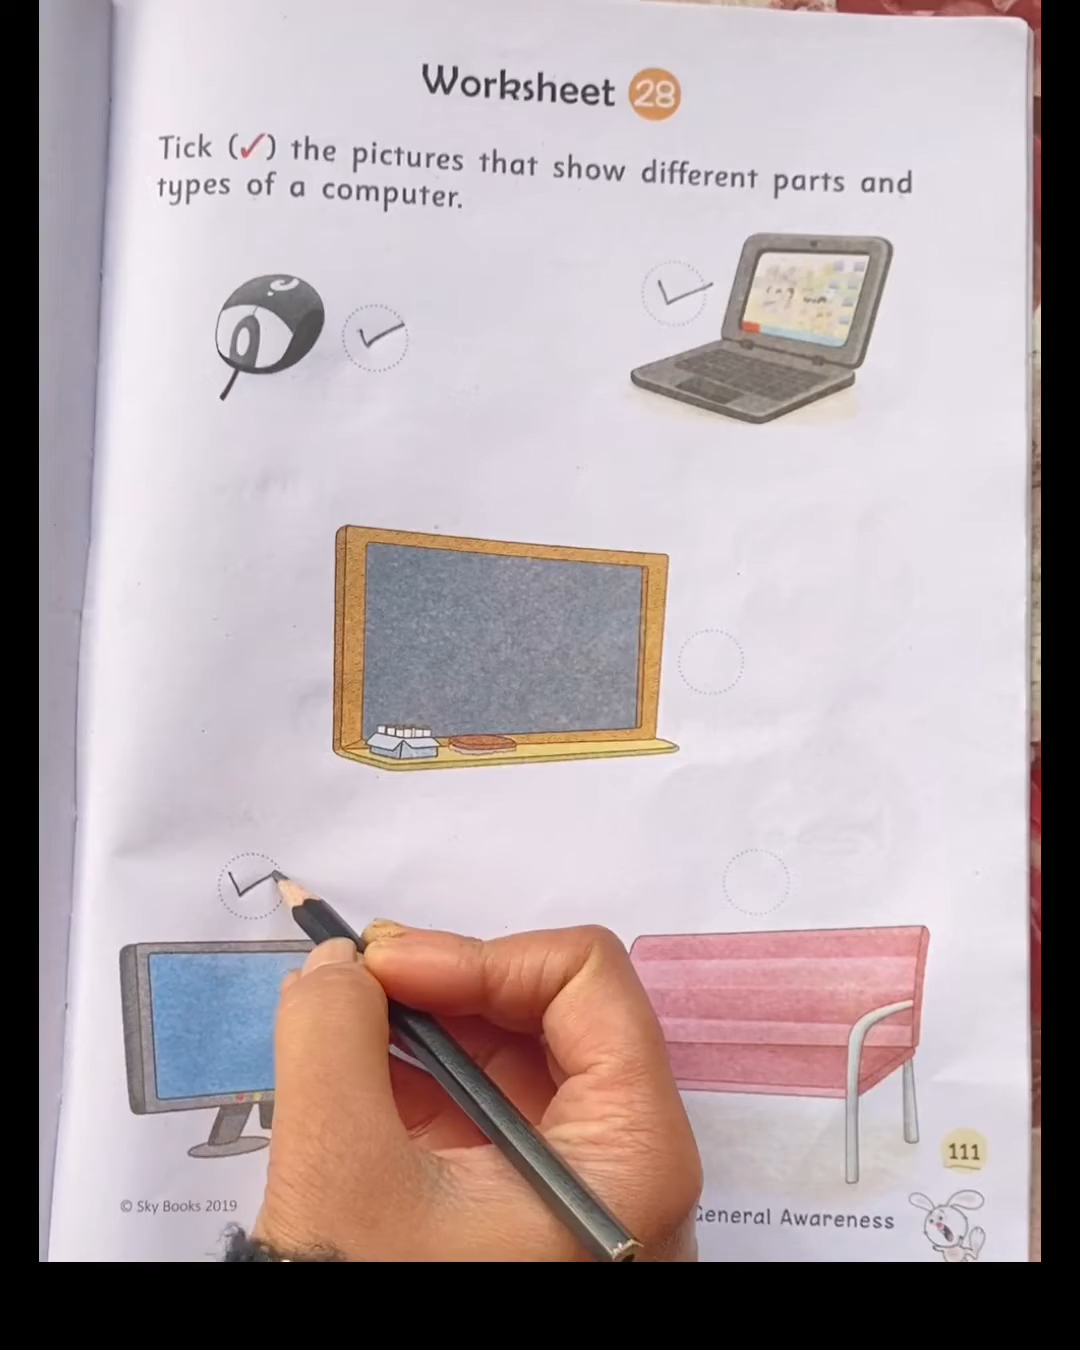 Worksheet 28
Tick (✓) the pictures that show different parts and
types of a computer.
111
© Sky Books 2019
General Awareness